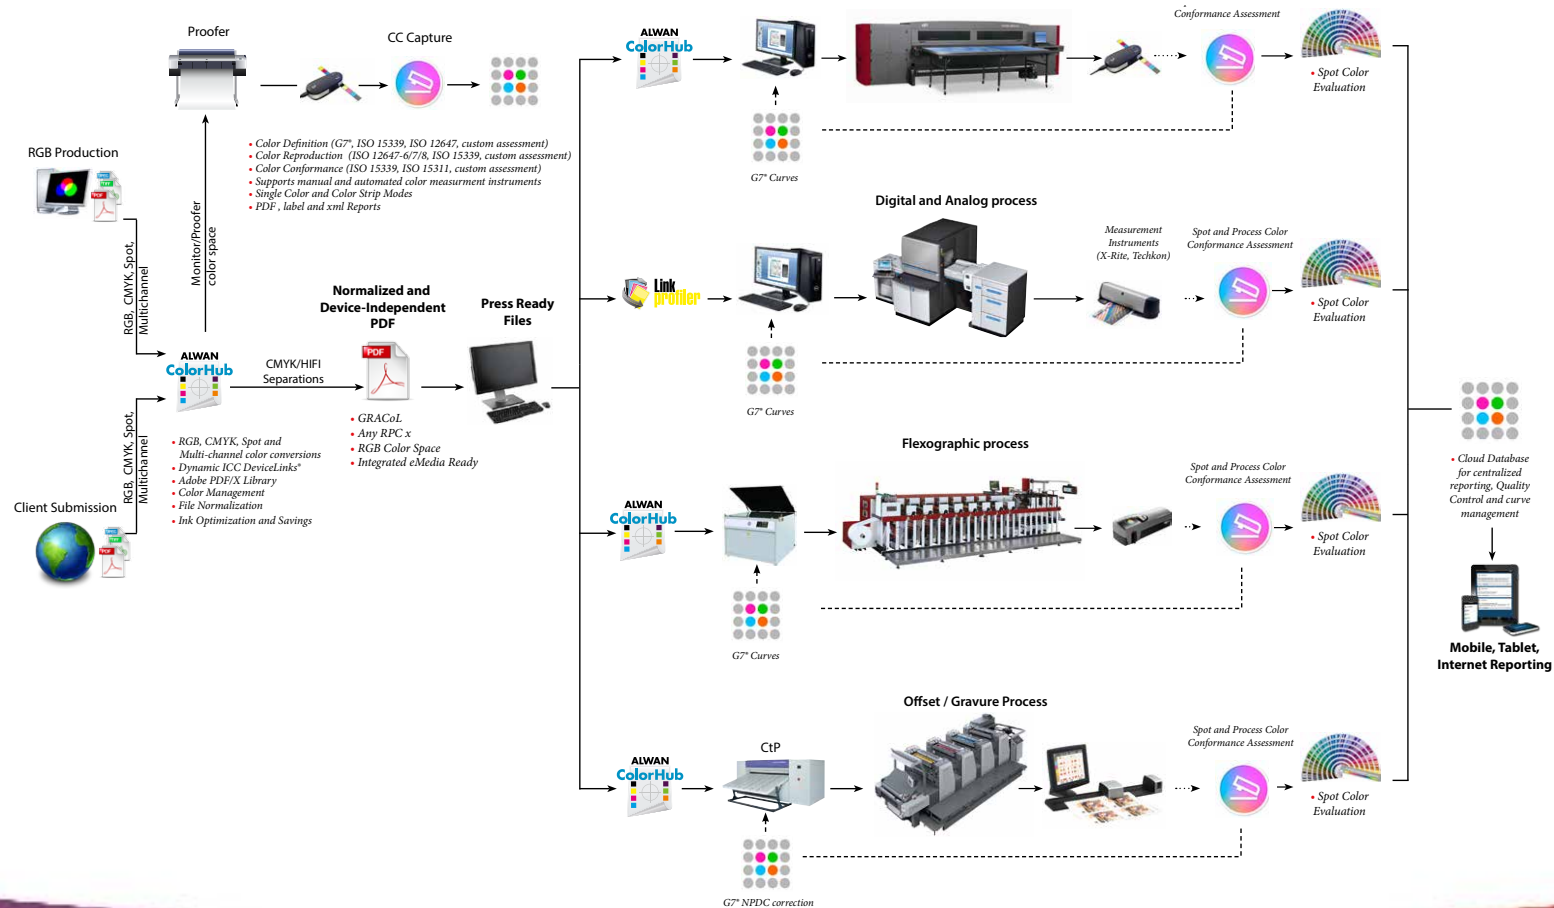 Proofer
CC Capture
• Color Definition (G7®, ISO 15339, ISO 12647, custom assessment)
• Color Reproduction (ISO 12647-6/7/8, ISO 15339, custom assessment)
• Color Conformance (ISO 15339, ISO 15311, custom assessment)
• Supports manual and automated color measurment instruments
• Single Color and Color Strip Modes
• PDF , label and xml Reports
RGB Production
PDF
RGB, CMYK, Spot,
Multichannel
Monitor/Proofer
color space
Client Submission
PDF
RGB, CMYK, Spot,
Multichannel
ALWAN
ColorHub
• RGB, CMYK, Spot and
Multi-channel color conversions
• Dynamic ICC DeviceLinks®
• Adobe PDF/X Library
• Color Management
• File Normalization
• Ink Optimization and Savings
CMYK/HIFI
Separations
Normalized and
Device-Independent
PDF
PDF
• GRACoL
• Any RPC x
• RGB Color Space
• Integrated eMedia Ready
Press Ready
Files
ALWAN
ColorHub
G7® Curves
Conformance Assessment
• Spot Color
Evaluation
Digital and Analog process
Link
profiler
G7® Curves
Measurement
Instruments
(X-Rite, Techkon)
Spot and Process Color
Conformance Assessment
• Spot Color
Evaluation
Flexographic process
ALWAN
ColorHub
G7® Curves
Spot and Process Color
Conformance Assessment
• Spot Color
Evaluation
Offset / Gravure Process
ALWAN
ColorHub
CtP
G7® NPDC correction
Spot and Process Color
Conformance Assessment
• Spot Color
Evaluation
• Cloud Database
for centralized
reporting, Quality
Control and curve
management
Mobile, Tablet,
Internet Reporting